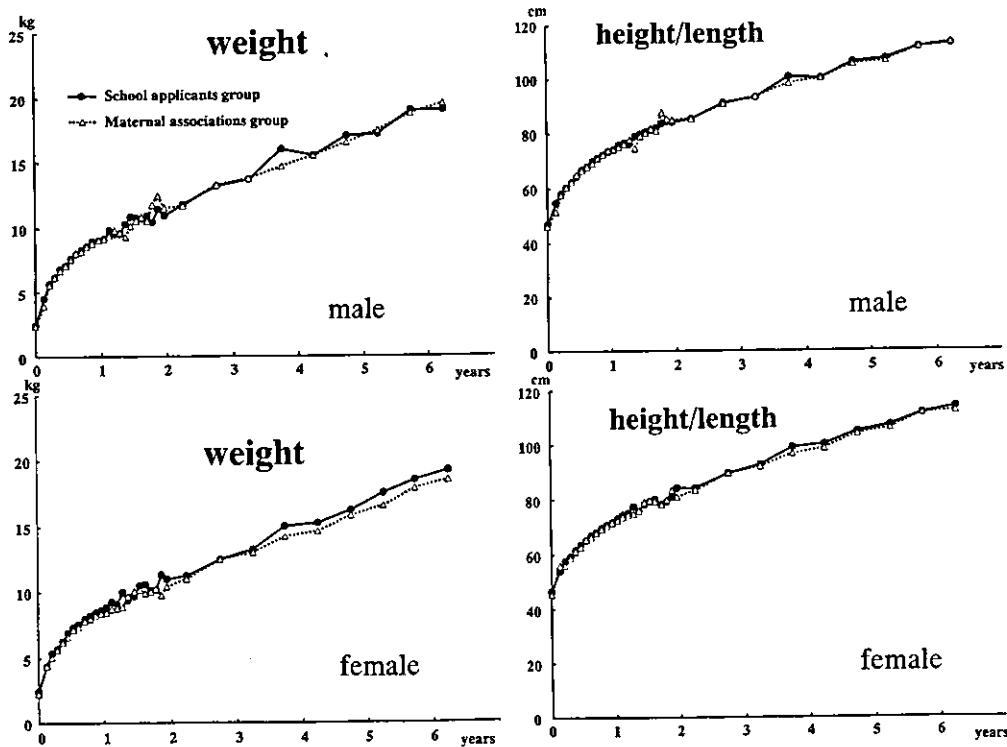 kg
25
weight
School applicants group
Maternal associations group
20
15
10
5
0
male
0 1 2 3 4 5 6 years
cm
120
height/length
100
80
60
40
20
0
male
0 1 2 3 4 5 6 years
kg
25
weight
20
15
10
5
0
female
0 1 2 3 4 5 6 years
cm
120
height/length
100
80
60
40
20
0
female
0 1 2 3 4 5 6 years